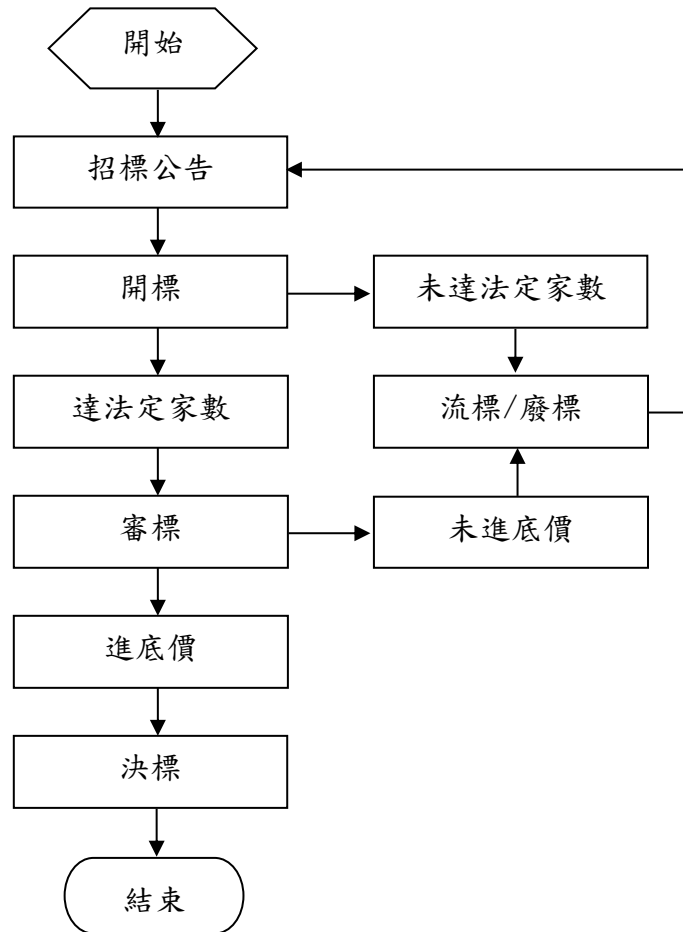 開始
招標公告
開標
未達法定家數
達法定家數
流標/廢標
審標
未進底價
進底價
決標
結束